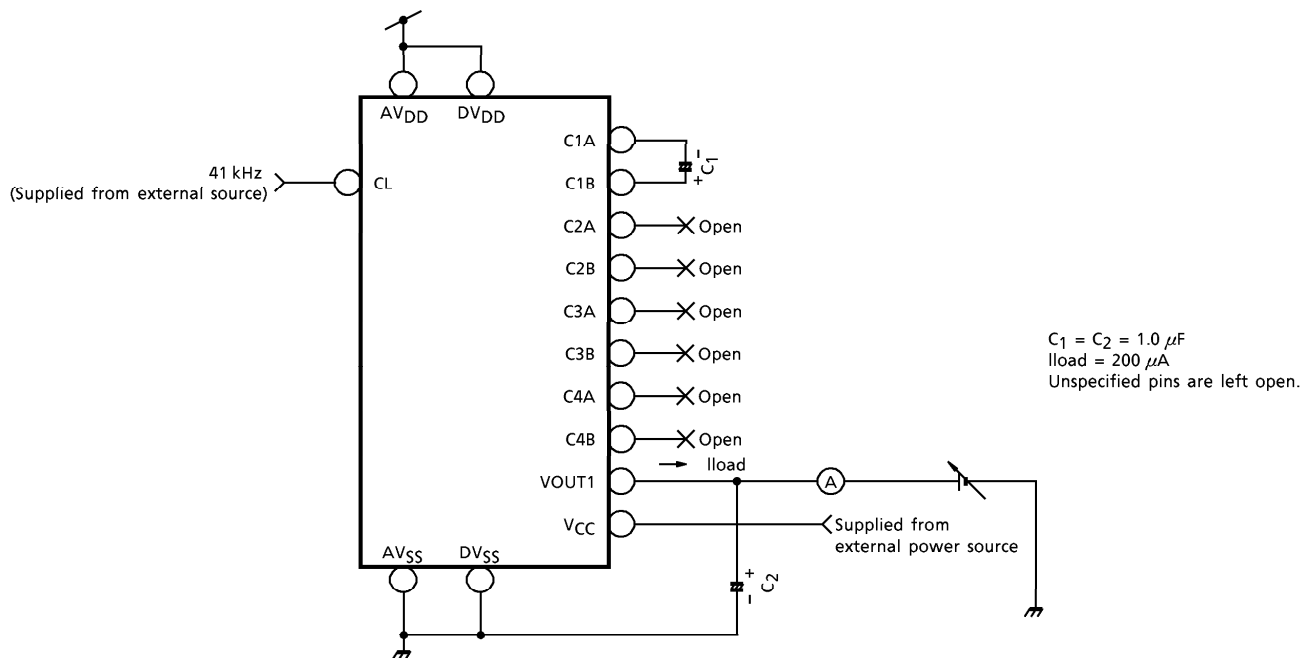 AVDD DVDD
C1A
- C1 +
41 kHz
(Supplied from external source)
CL
C1B
C2A Open
C2B Open
C3A Open
C3B Open
C4A Open
C4B Open
C1 = C2 = 1.0 μF
Iload = 200 μA
Unspecified pins are left open.
Iload
VOUT1
A
VCC
Supplied from
external power source
AVSS DVSS
+ C2 -